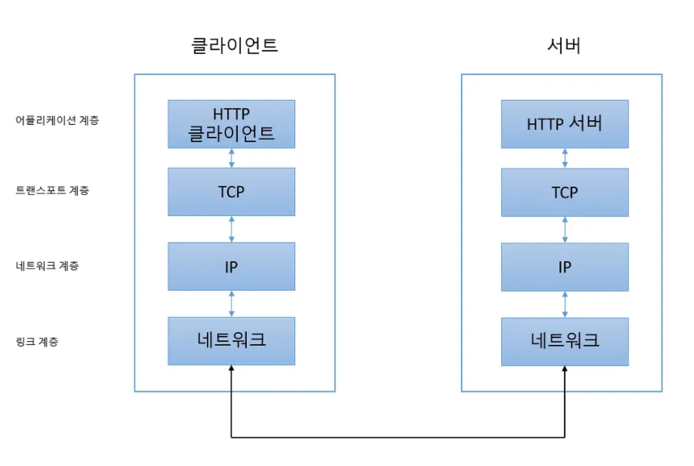 클라이언트
서버
어플리케이션 계층
HTTP
클라이언트
HTTP 서버
트랜스포트 계층
TCP
TCP
네트워크 계층
IP
IP
링크 계층
네트워크
네트워크